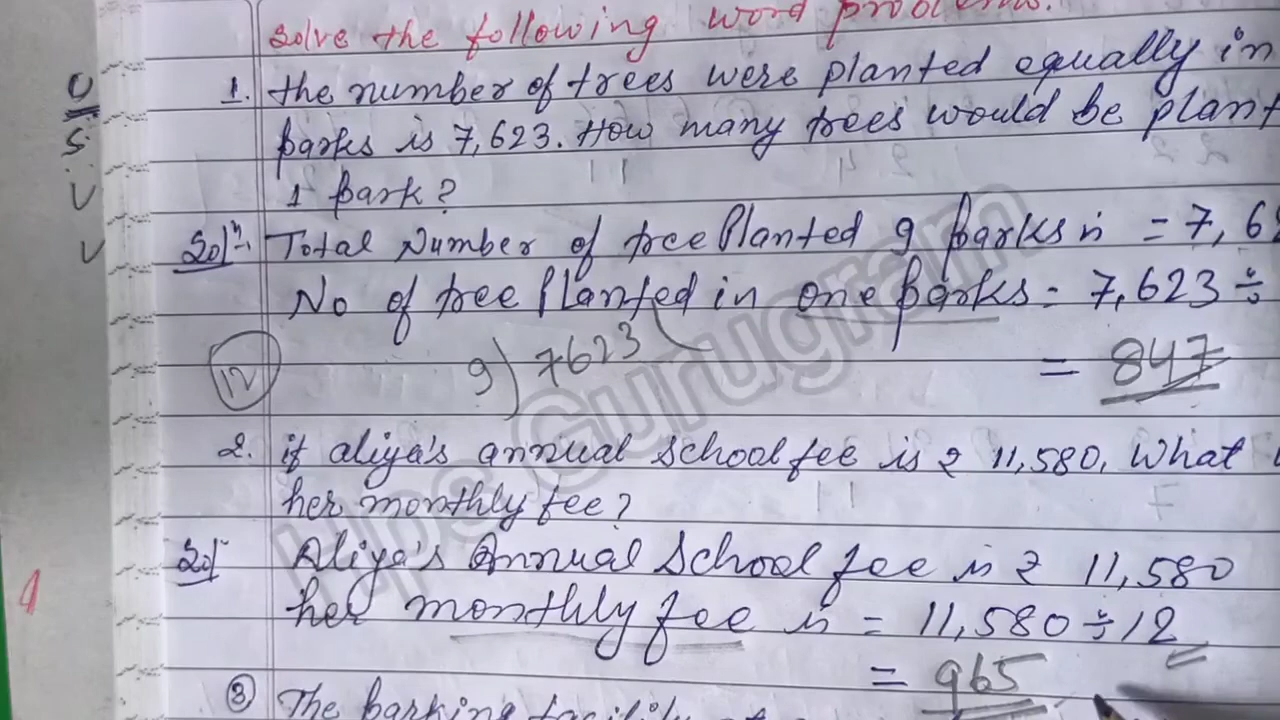 solve the following word problems.
1. the number of trees were planted equally in
parks is 7,623. How many trees would be plant
1 park?
Solⁿ. Total Number of tree Planted 9 parks is = 7,6
No of tree Planted in one parks = 7,623 ÷
12
9)7623
= 847
2. if aliya's annual school fee is ₹ 11,580. What
her monthly fee?
Sol Aliya's Annual School fee is ₹ 11,580
her monthly fee is = 11,580 ÷ 12
= 965
3 The parking facility
Hps Gurugram